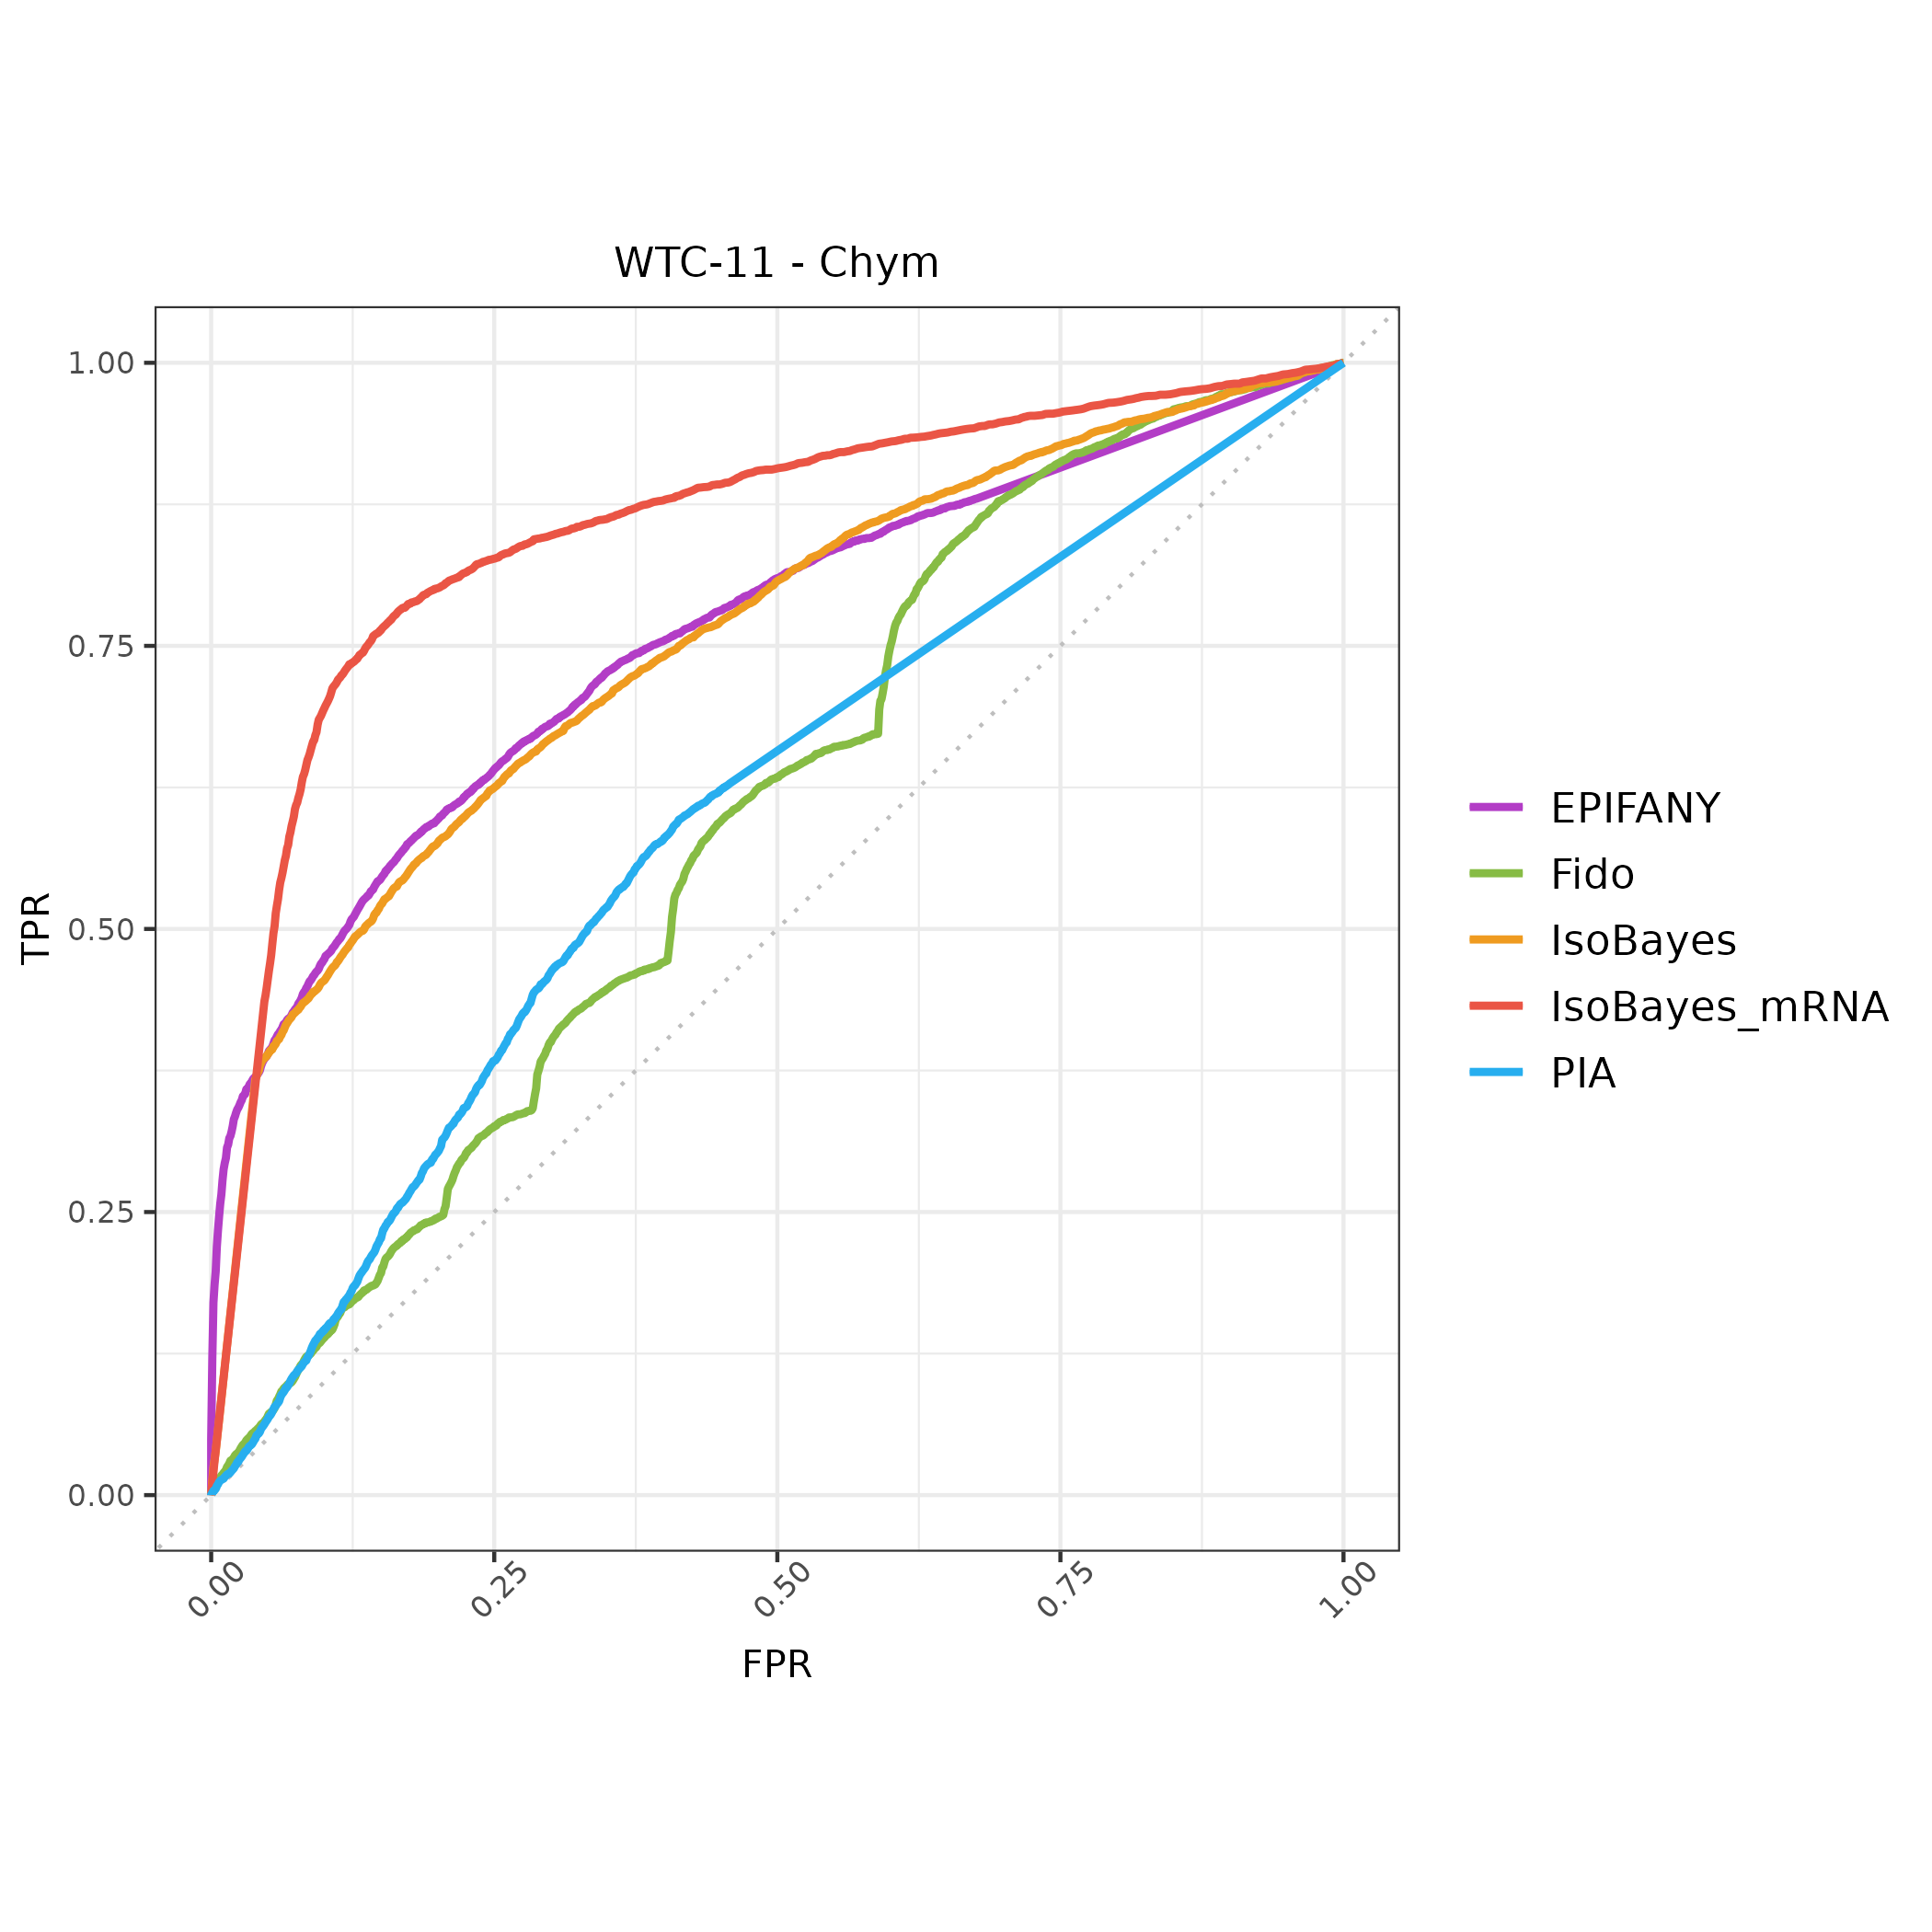 WTC-11 - Chym
1.00
0.75
0.50
0.25
0.00
TPR
0.00
0.25
0.50
0.75
1.00
FPR
EPIFANY
Fido
IsoBayes
IsoBayes_mRNA
PIA